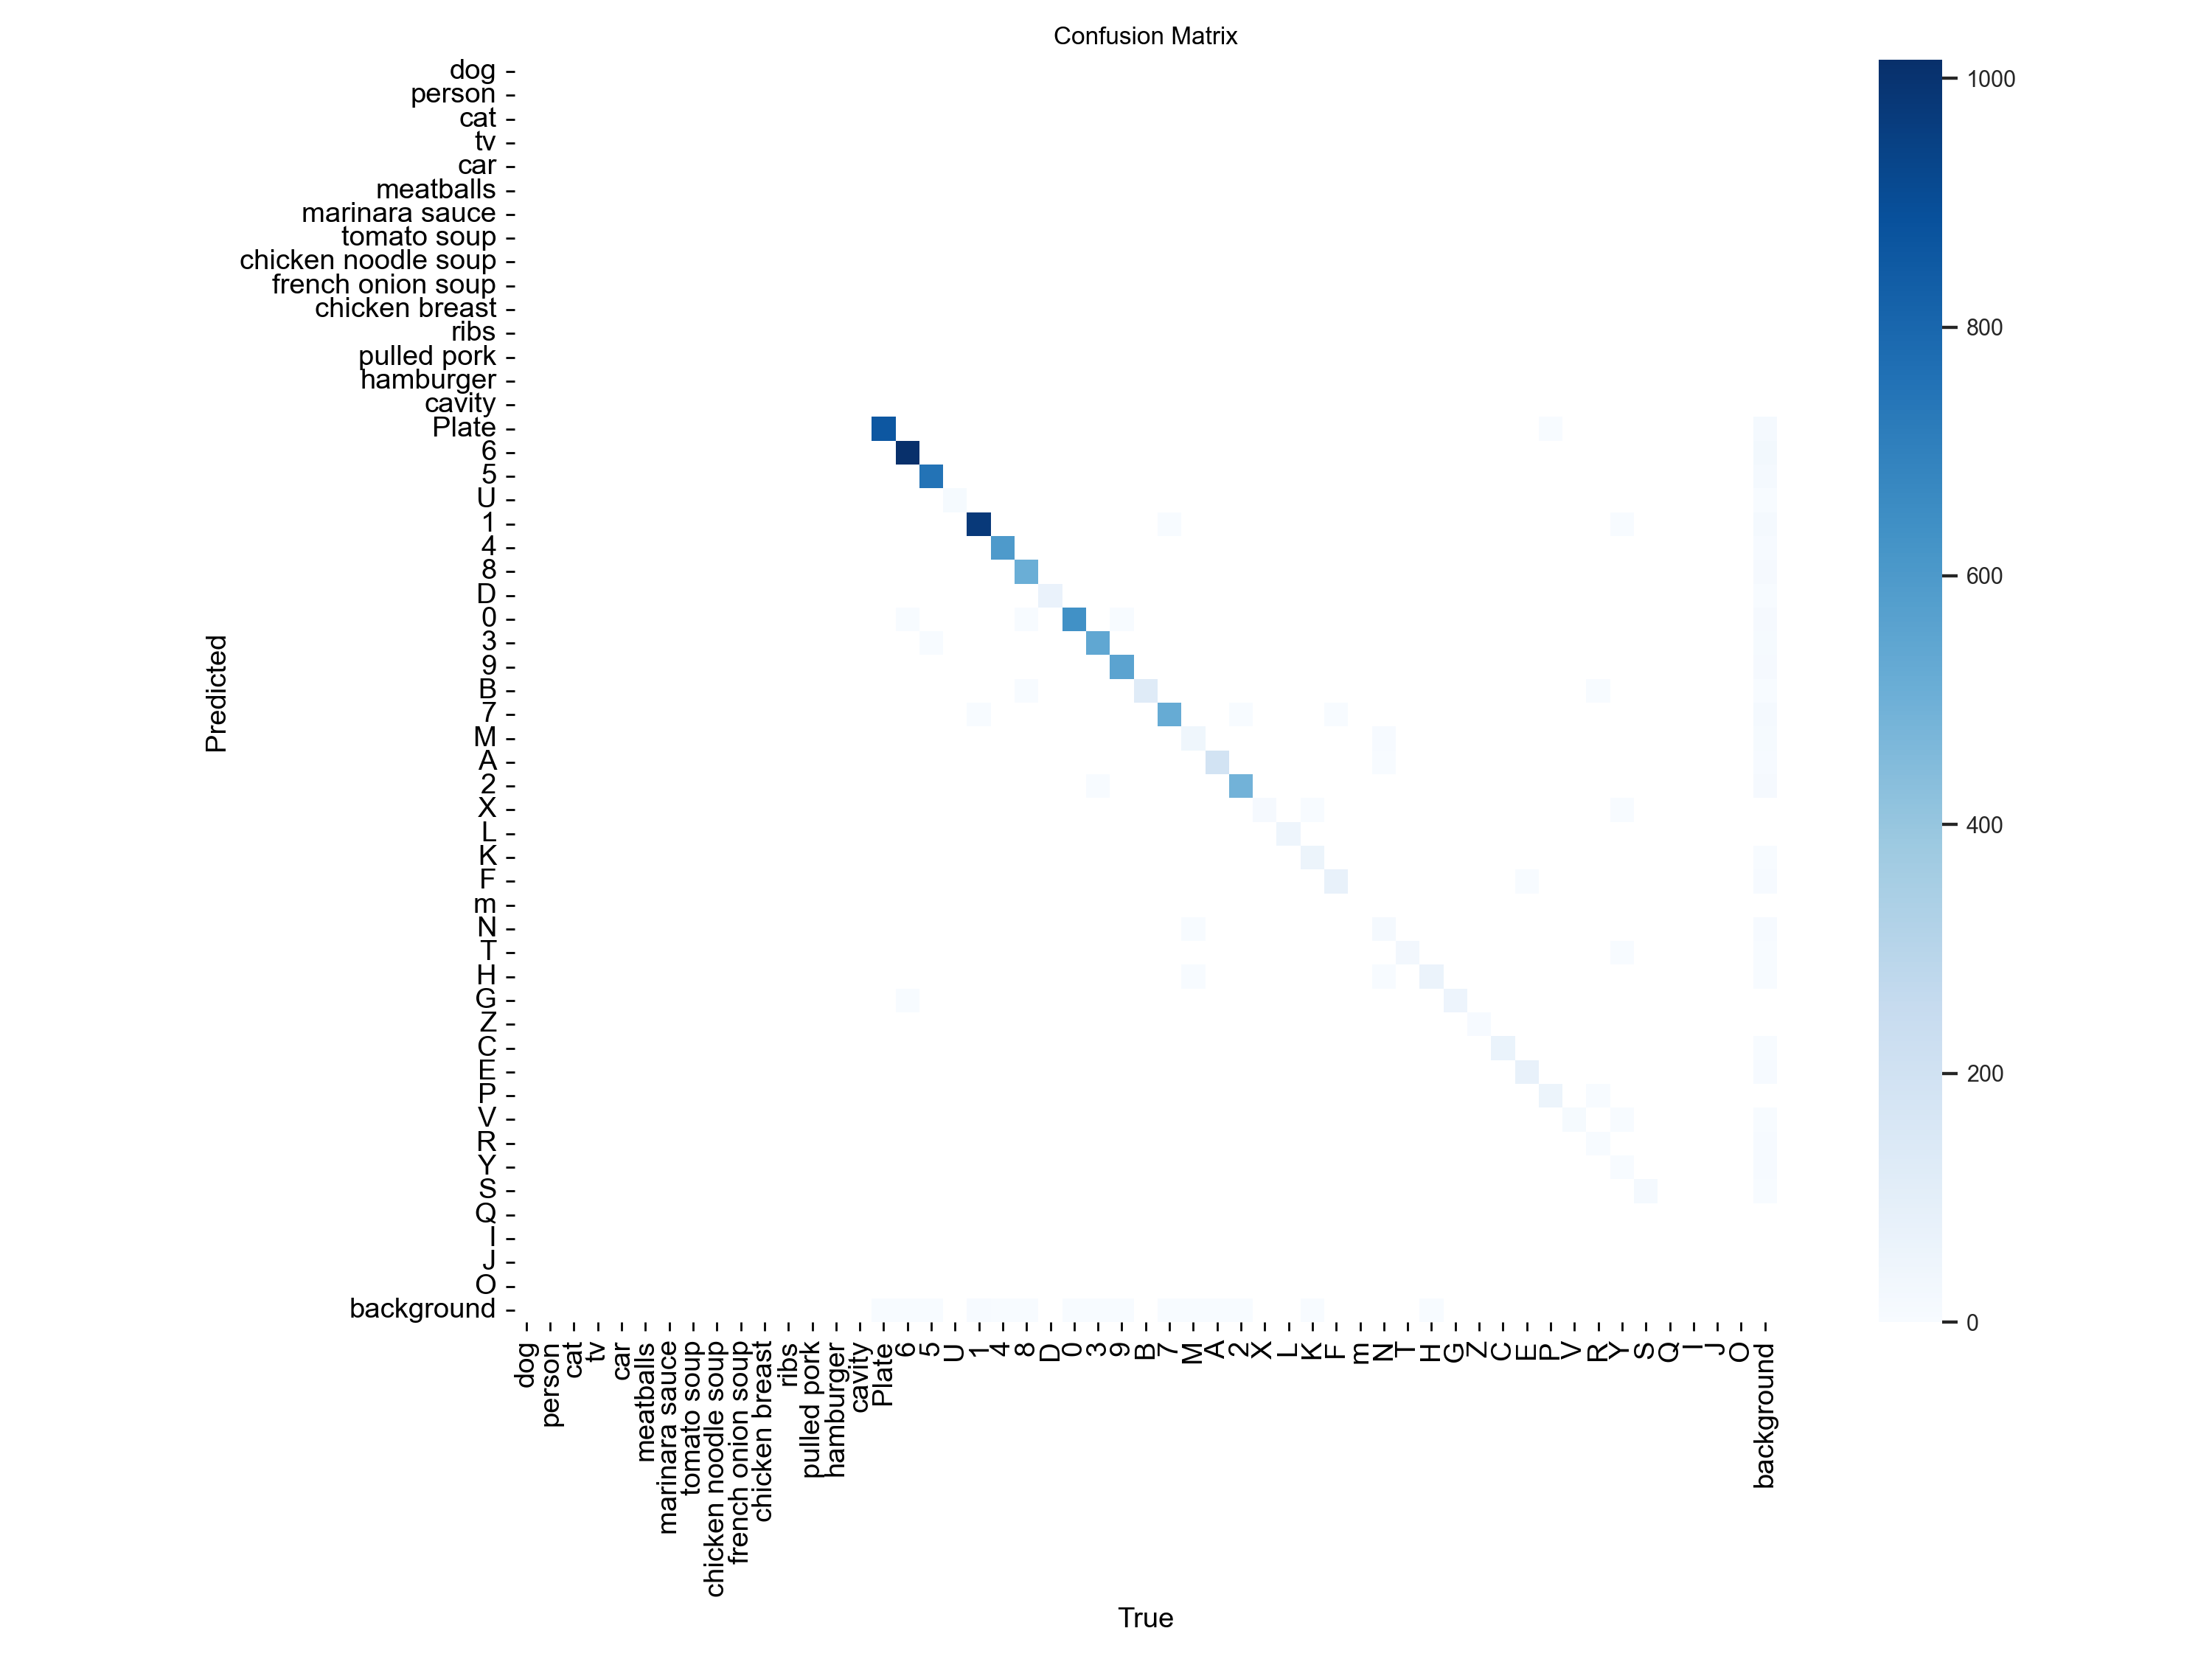 Confusion Matrix
dog
person
cat
tv
car
meatballs
marinara sauce
tomato soup
chicken noodle soup
french onion soup
chicken breast
ribs
pulled pork
hamburger
cavity
Plate
6
5
U
1
4
8
D
0
3
9
B
7
M
A
2
X
L
K
F
m
N
T
H
G
Z
C
E
P
V
R
Y
S
Q
I
J
O
background
Predicted
dog
person
cat
tv
car
meatballs
marinara sauce
tomato soup
chicken noodle soup
french onion soup
chicken breast
ribs
pulled pork
hamburger
cavity
Plate
6
5
U
1
4
8
D
0
3
9
B
7
M
A
2
X
L
K
F
m
N
T
H
G
Z
C
E
P
V
R
Y
S
Q
I
J
O
background
True
1000
800
600
400
200
0